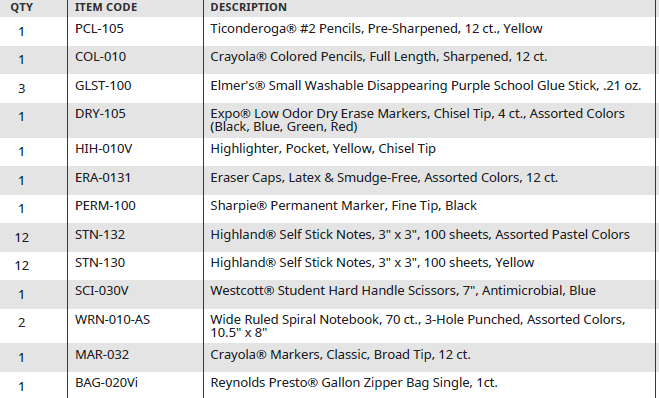 QTY ITEM CODE DESCRIPTION
1 PCL-105 Ticonderoga® #2 Pencils, Pre-Sharpened, 12 ct., Yellow
1 COL-010 Crayola® Colored Pencils, Full Length, Sharpened, 12 ct.
3 GLST-100 Elmer's® Small Washable Disappearing Purple School Glue Stick, .21 oz.
1 DRY-105 Expo® Low Odor Dry Erase Markers, Chisel Tip, 4 ct., Assorted Colors
(Black, Blue, Green, Red)
1 HIH-010V Highlighter, Pocket, Yellow, Chisel Tip
1 ERA-0131 Eraser Caps, Latex & Smudge-Free, Assorted Colors, 12 ct.
1 PERM-100 Sharpie® Permanent Marker, Fine Tip, Black
12 STN-132 Highland® Self Stick Notes, 3" x 3", 100 sheets, Assorted Pastel Colors
12 STN-130 Highland® Self Stick Notes, 3" x 3", 100 sheets, Yellow
1 SCI-030V Westcott® Student Hard Handle Scissors, 7", Antimicrobial, Blue
2 WRN-010-AS Wide Ruled Spiral Notebook, 70 ct., 3-Hole Punched, Assorted Colors,
10.5" x 8"
1 MAR-032 Crayola® Markers, Classic, Broad Tip, 12 ct.
1 BAG-020Vi Reynolds Presto® Gallon Zipper Bag Single, 1ct.